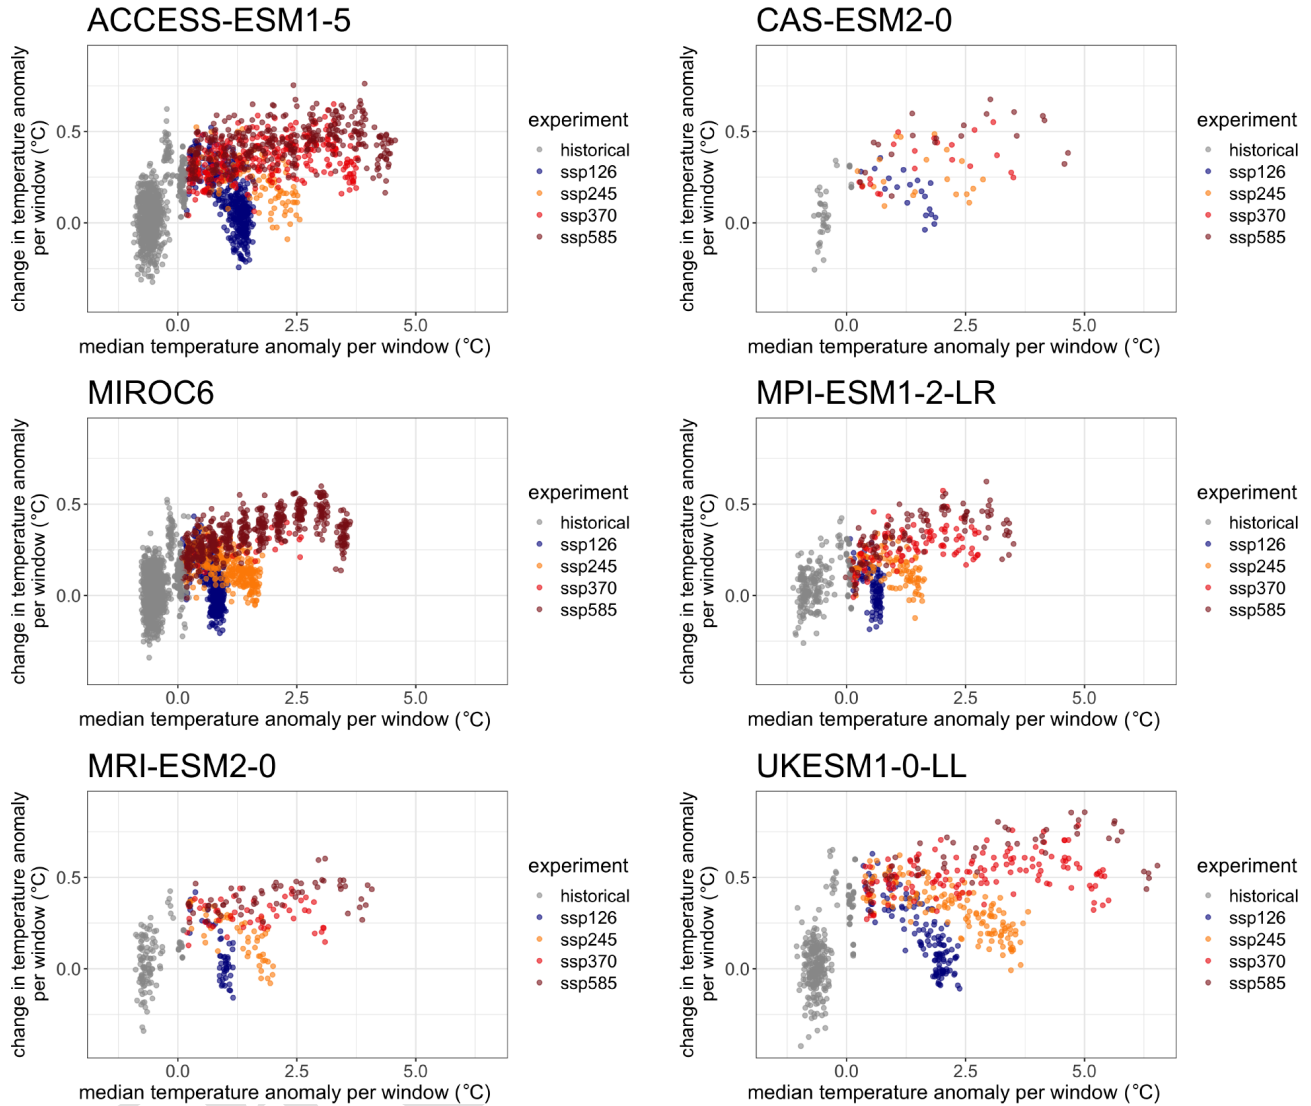 ACCESS-ESM1-5
change in temperature anomaly
per window (°C)
0.5
0.0
0.0 2.5 5.0
median temperature anomaly per window (°C)
experiment
historical
ssp126
ssp245
ssp370
ssp585
CAS-ESM2-0
change in temperature anomaly
per window (°C)
0.5
0.0
0.0 2.5 5.0
median temperature anomaly per window (°C)
experiment
historical
ssp126
ssp245
ssp370
ssp585
MIROC6
change in temperature anomaly
per window (°C)
0.5
0.0
0.0 2.5 5.0
median temperature anomaly per window (°C)
experiment
historical
ssp126
ssp245
ssp370
ssp585
MPI-ESM1-2-LR
change in temperature anomaly
per window (°C)
0.5
0.0
0.0 2.5 5.0
median temperature anomaly per window (°C)
experiment
historical
ssp126
ssp245
ssp370
ssp585
MRI-ESM2-0
change in temperature anomaly
per window (°C)
0.5
0.0
0.0 2.5 5.0
median temperature anomaly per window (°C)
experiment
historical
ssp126
ssp245
ssp370
ssp585
UKESM1-0-LL
change in temperature anomaly
per window (°C)
0.5
0.0
0.0 2.5 5.0
median temperature anomaly per window (°C)
experiment
historical
ssp126
ssp245
ssp370
ssp585